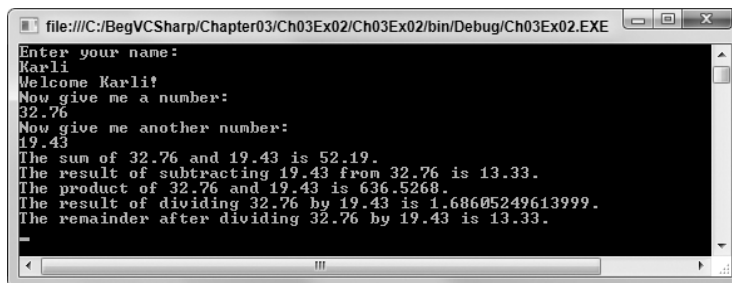 file:///C:/BegVCSharp/Chapter03/Ch03Ex02/Ch03Ex02/bin/Debug/Ch03Ex02.EXE
Enter your name:
Karli
Welcome Karli!
Now give me a number:
32.76
Now give me another number:
19.43
The sum of 32.76 and 19.43 is 52.19.
The result of subtracting 19.43 from 32.76 is 13.33.
The product of 32.76 and 19.43 is 636.5268.
The result of dividing 32.76 by 19.43 is 1.68605249613999.
The remainder after dividing 32.76 by 19.43 is 13.33.